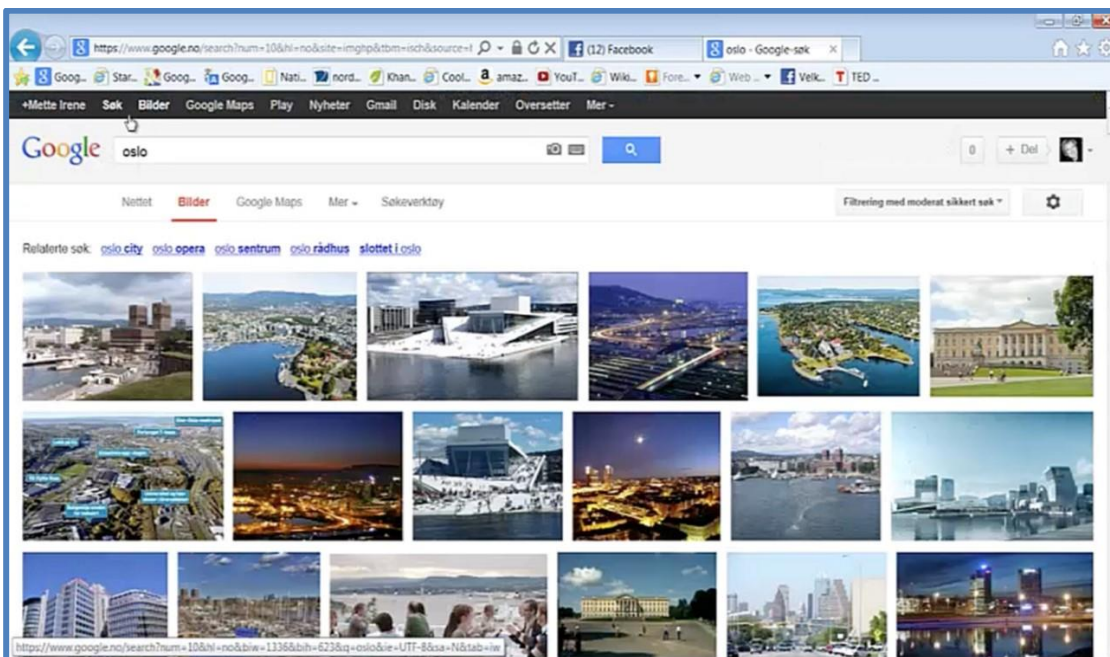 https://www.google.no/search?num=10&hl=no&site=imghp&tbm=isch&source=l
(12) Facebook
oslo - Google-søk
Goog... Star... Goog... Goog... Nati... nord... Khan... Cool... amaz... YouT... Wiki... Fore... Web ... Velk... TED ...
+Mette Irene Søk Bilder Google Maps Play Nyheter Gmail Disk Kalender Oversetter Mer
Google oslo 0 + Del
Nettet Bilder Google Maps Mer Søkeverktøy Filtrering med moderat sikkert søk
Relaterte søk: oslo city oslo opera oslo sentrum oslo rådhus slottet i oslo
https://www.google.no/search?num=10&hl=no&biw=1336&bih=623&q=oslo&ie=UTF-8&sa=N&tab=iw